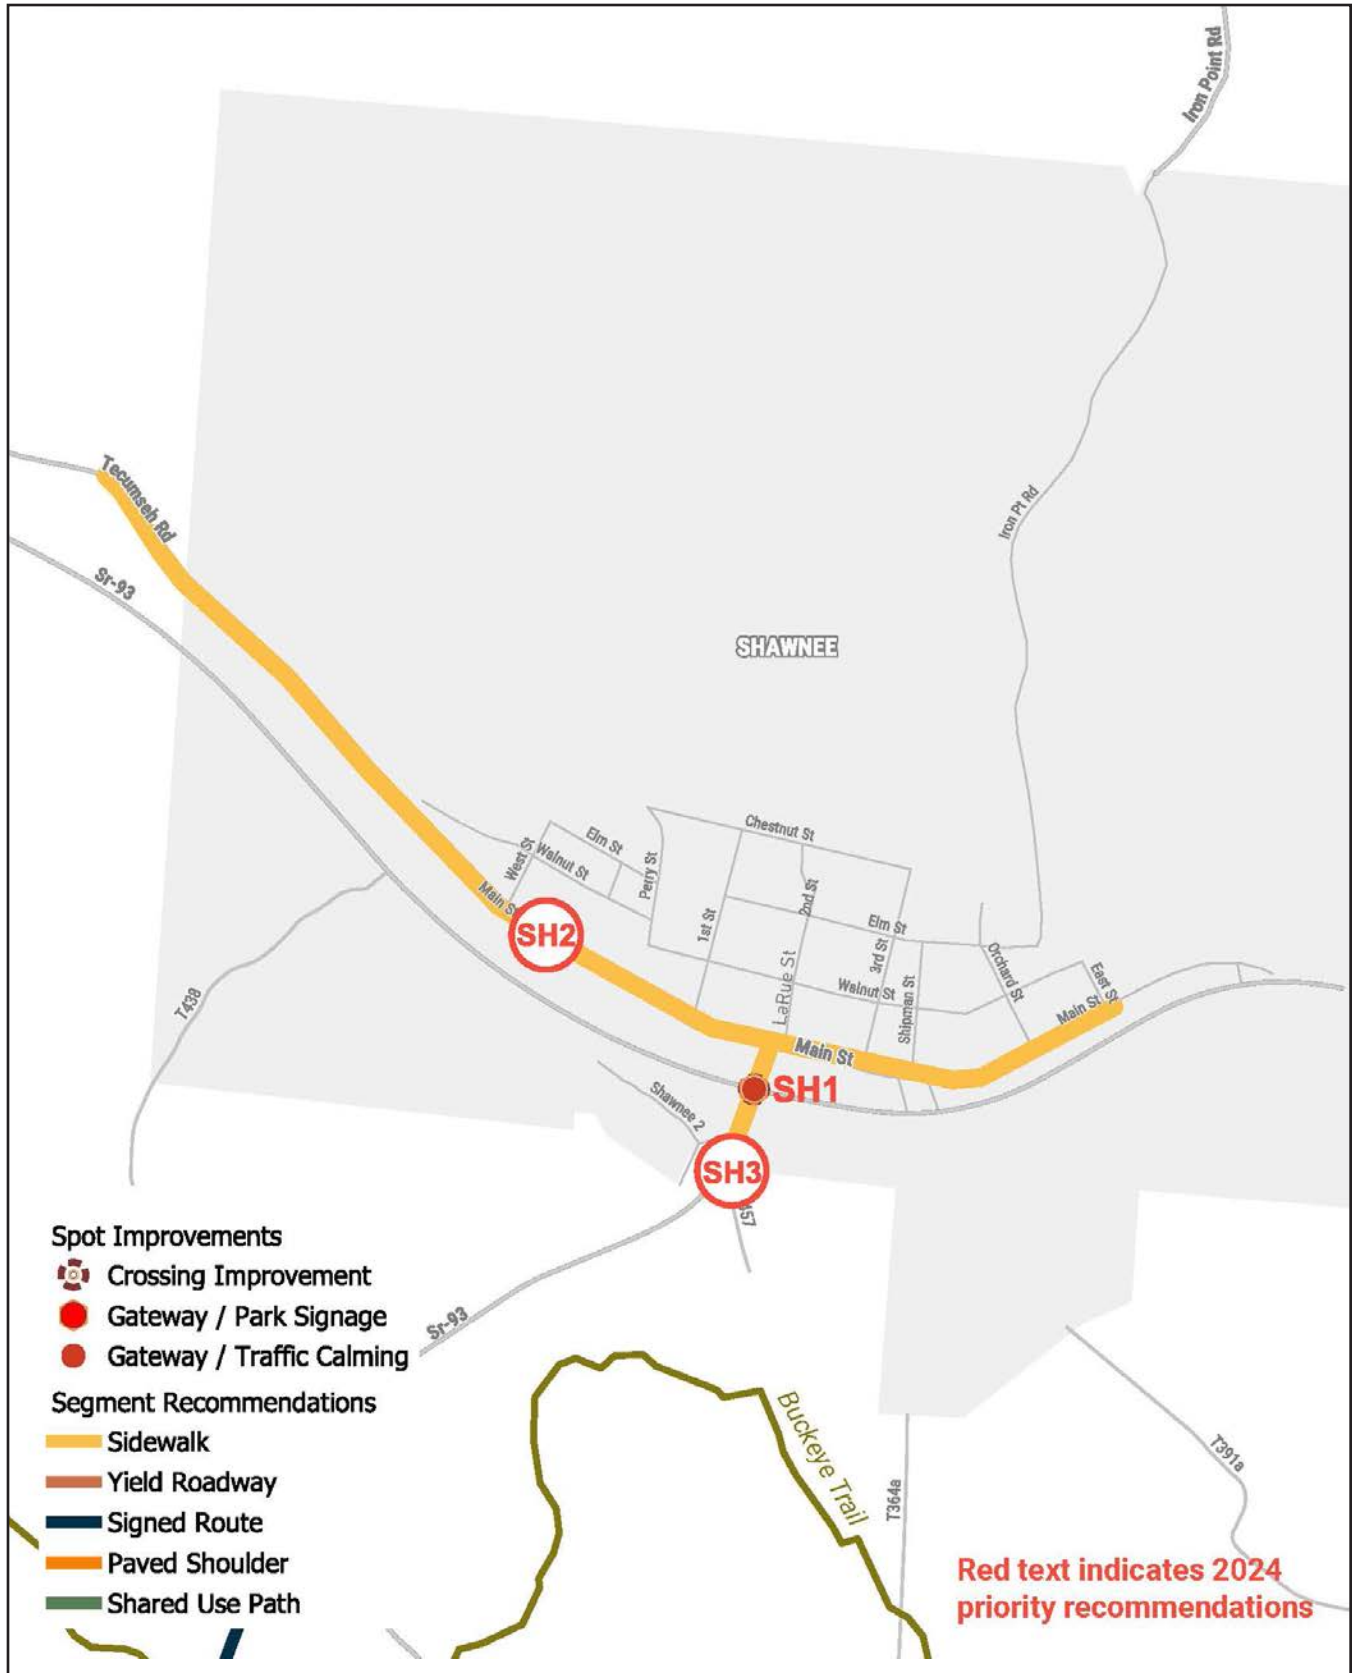 Iron Point Rd
Tecumseh Rd
Sr-93
Iron Pt Rd
SHAWNEE
Chestnut St
Elm St
West St
Walnut St
Perry St
Main S
2nd St
1st St
Elm St
SH2
3rd St
Orchard St
LaRue St
Walnut St
East St
T438
Shipman St
Main St
Main St
SH1
Shawnee 2
SH3
457
Spot Improvements
Crossing Improvement
Gateway / Park Signage
Gateway / Traffic Calming
Sr-93
Segment Recommendations
Sidewalk
Yield Roadway
Signed Route
Paved Shoulder
Shared Use Path
Buckeye Trail
T364a
T391a
Red text indicates 2024
priority recommendations